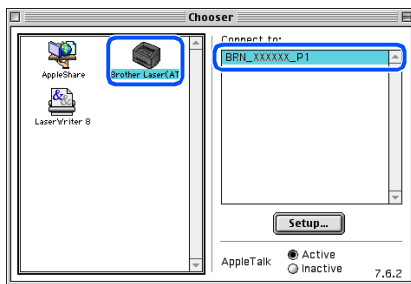 Chooser
AppleShare
Brother Laser(AT
LaserWriter 8
Connect to:
BRN_XXXXXX_P1
Setup...
AppleTalk
Active
Inactive
7.6.2